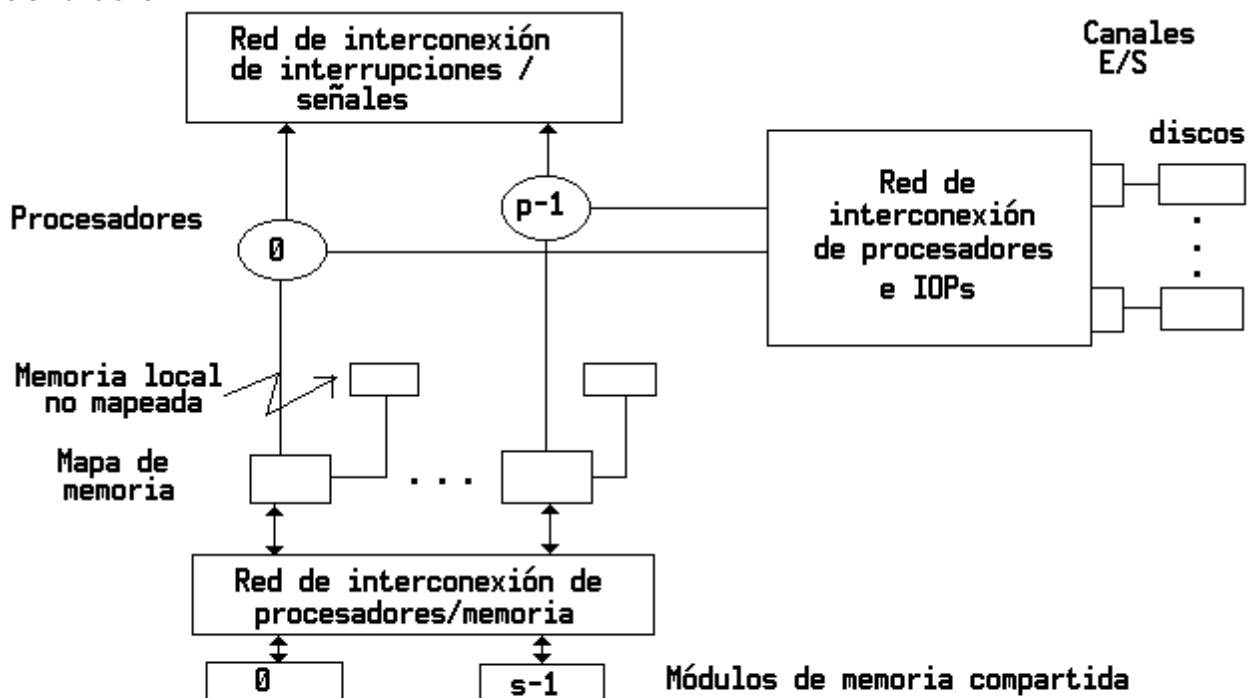 Red de interconexión
de interrupciones /
señales
Canales
E/S
discos
Procesadores
p-1
0
Red de
interconexión
de procesadores
e IOPs
Memoria local
no mapeada
Mapa de
memoria
Red de interconexión de
procesadores/memoria
0
s-1
Módulos de memoria compartida